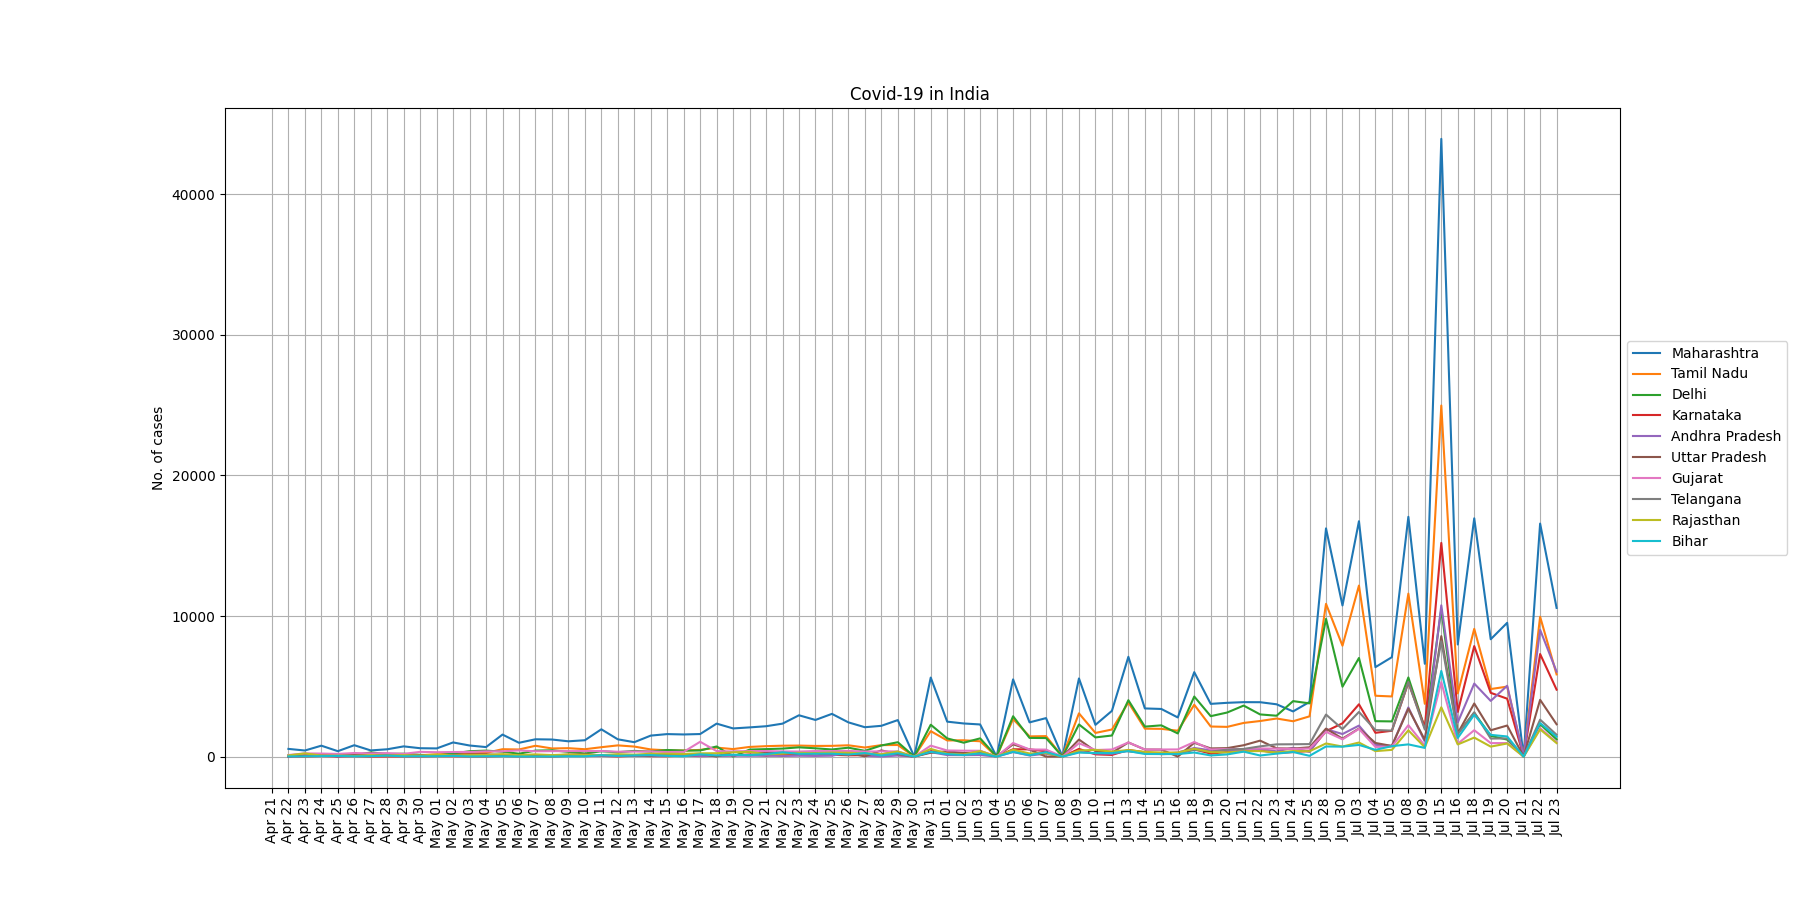 Covid-19 in India
No. of cases
40000
30000
20000
10000
0
Apr 21
Apr 22
Apr 23
Apr 24
Apr 25
Apr 26
Apr 27
Apr 28
Apr 29
Apr 30
May 01
May 02
May 03
May 04
May 05
May 06
May 07
May 08
May 09
May 10
May 11
May 12
May 13
May 14
May 15
May 16
May 17
May 18
May 19
May 20
May 21
May 22
May 23
May 24
May 25
May 26
May 27
May 28
May 29
May 30
May 31
Jun 01
Jun 02
Jun 03
Jun 04
Jun 05
Jun 06
Jun 07
Jun 08
Jun 09
Jun 10
Jun 11
Jun 13
Jun 14
Jun 15
Jun 16
Jun 18
Jun 19
Jun 20
Jun 21
Jun 22
Jun 23
Jun 24
Jun 25
Jun 28
Jun 30
Jul 03
Jul 04
Jul 05
Jul 08
Jul 09
Jul 15
Jul 16
Jul 18
Jul 19
Jul 20
Jul 21
Jul 22
Jul 23
Maharashtra
Tamil Nadu
Delhi
Karnataka
Andhra Pradesh
Uttar Pradesh
Gujarat
Telangana
Rajasthan
Bihar